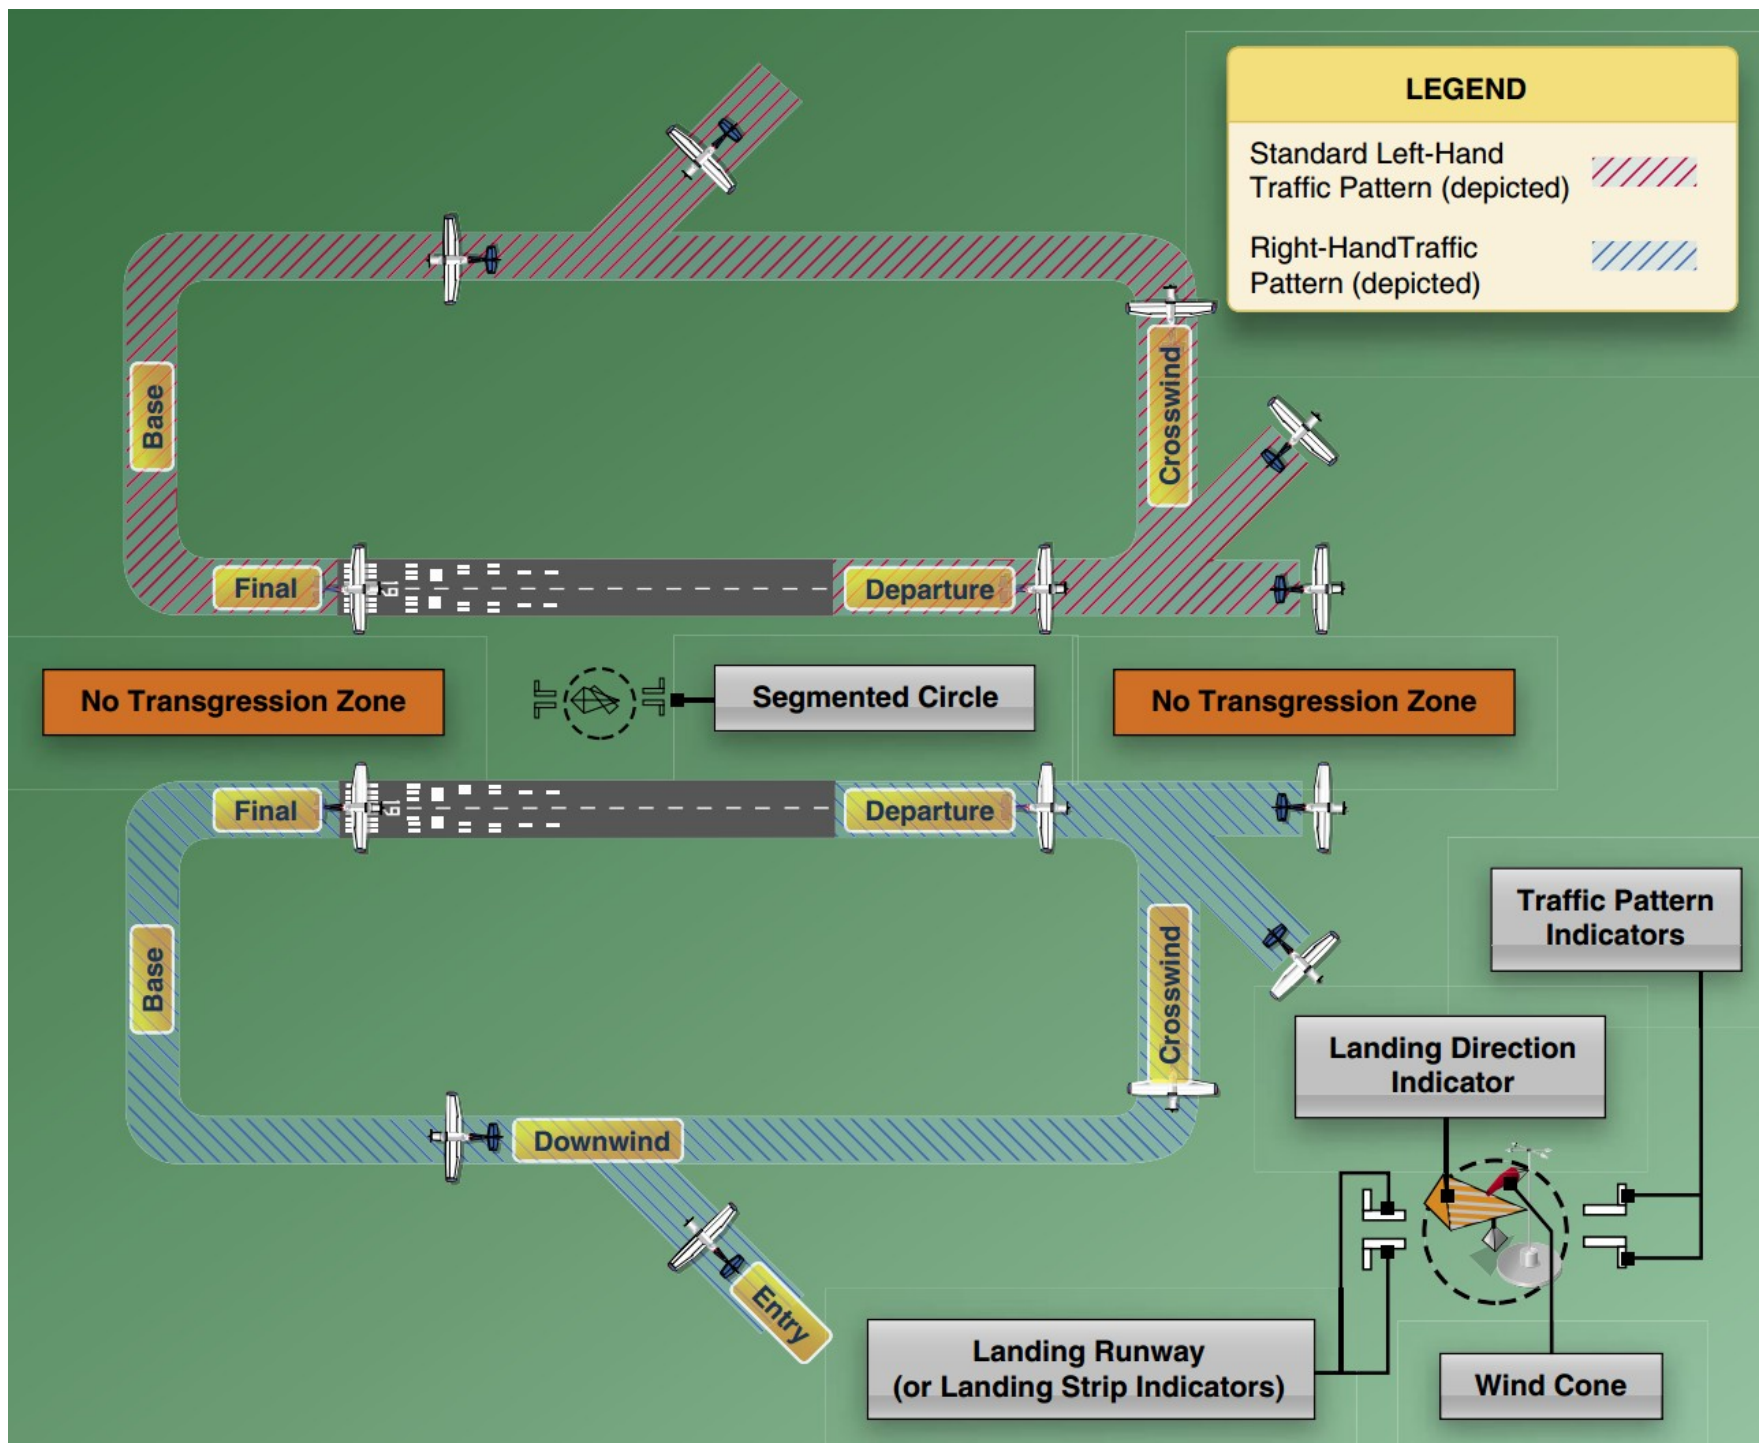 LEGEND
Standard Left-Hand
Traffic Pattern (depicted)
Right-HandTraffic
Pattern (depicted)
Base
Crosswind
Final
19
Departure
No Transgression Zone
Segmented Circle
No Transgression Zone
Final
19
Departure
Base
Crosswind
Traffic Pattern
Indicators
Landing Direction
Indicator
Downwind
Entry
Landing Runway
(or Landing Strip Indicators)
Wind Cone